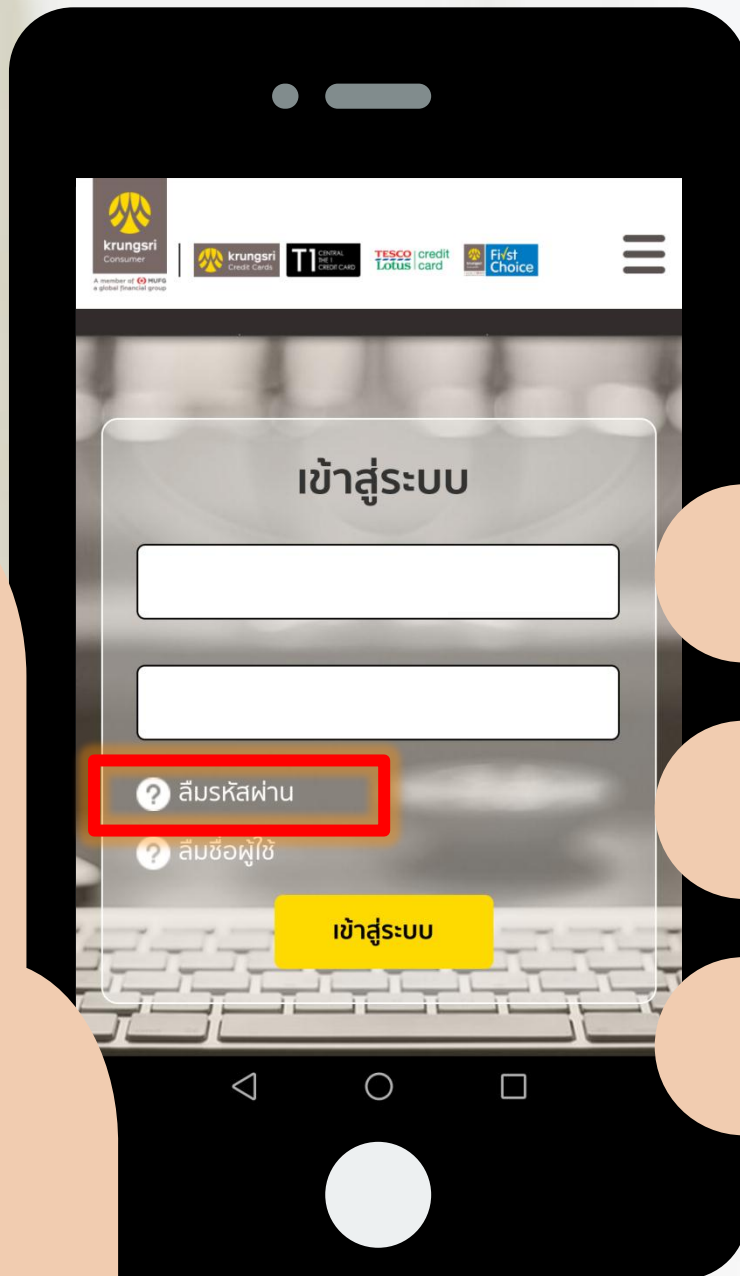 krungsri
Consumer
A member of MUFG
a global financial group
krungsri
Credit Cards
T1
CENTRAL
THE 1
CREDIT CARD
TESCO
Lotus
credit
card
First
Choice
เข้าสู่ระบบ
? ลืมรหัสผ่าน
? ลืมชื่อผู้ใช้
เข้าสู่ระบบ